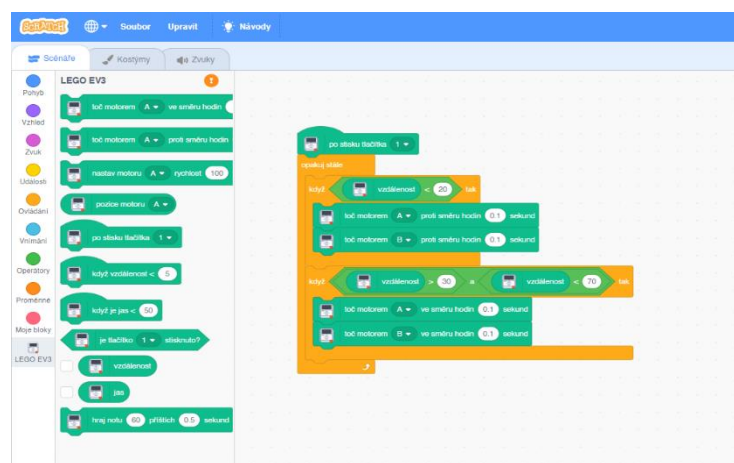 SCRATCH Soubor Upravit Návody
Scénáře Kostýmy Zvuky
Pohyb
Vzhled
Zvuk
Události
Ovládání
Vnímání
Operátory
Proměnné
Moje bloky
LEGO EV3
LEGO EV3 !
toč motorem A ve směru hodin
toč motorem A proti směru hodin
nastav motoru A rychlost 100
pozice motoru A
po stisku tlačítka 1
když vzdálenost < 5
když je jas < 50
je tlačítko 1 stisknuto?
vzdálenost
jas
hraj notu 60 příštích 0.5 sekund
po stisku tlačítka 1
opakuj stále
když vzdálenost < 20 tak
toč motorem A proti směru hodin 0.1 sekund
toč motorem B proti směru hodin 0.1 sekund
když vzdálenost > 30 a vzdálenost < 70 tak
toč motorem A ve směru hodin 0.1 sekund
toč motorem B ve směru hodin 0.1 sekund